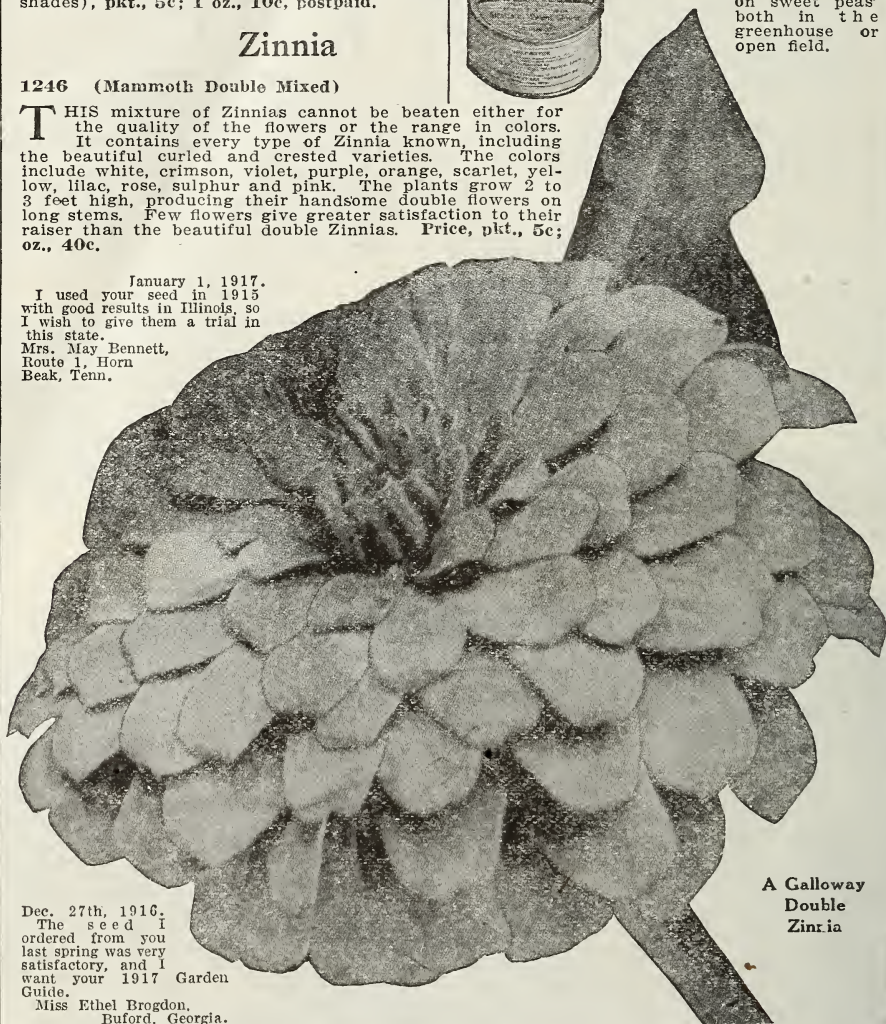 shades), pkt., 5c; 1 oz., 10c, postpaid.
on sweet peas
both in the
greenhouse or
open field.
Zinnia
1246 (Mammoth Double Mixed)
THIS mixture of Zinnias cannot be beaten either for
the quality of the flowers or the range in colors.
It contains every type of Zinnia known, including
the beautiful curled and crested varieties. The colors
include white, crimson, violet, purple, orange, scarlet, yel-
low, lilac, rose, sulphur and pink. The plants grow 2 to
3 feet high, producing their handsome double flowers on
long stems. Few flowers give greater satisfaction to their
raiser than the beautiful double Zinnias. Price, pkt., 5c;
oz., 40c.
January 1, 1917.
I used your seed in 1915
with good results in Illinois, so
I wish to give them a trial in
this state.
Mrs. May Bennett,
Route 1, Horn
Beak, Tenn.
Dec. 27th, 1916.
The seed I
ordered from you
last spring was very
satisfactory, and I
want your 1917 Garden
Guide.
Miss Ethel Brogdon,
Buford, Georgia.
A Galloway
Double
Zinnia